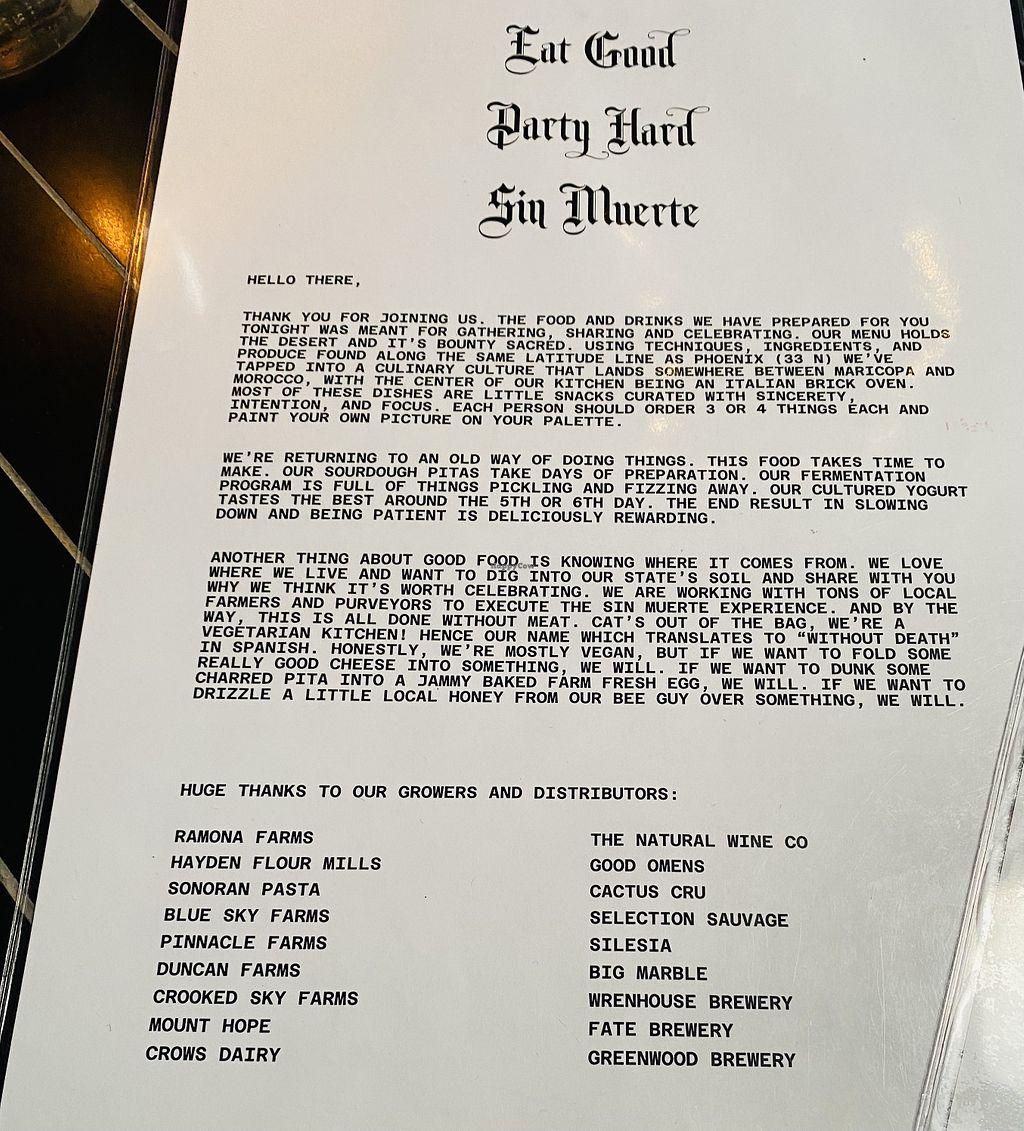 Eat Good
Party Hard
Sin Muerte
HELLO THERE,
THANK YOU FOR JOINING US. THE FOOD AND DRINKS WE HAVE PREPARED FOR YOU
TONIGHT WAS MEANT FOR GATHERING, SHARING AND CELEBRATING. OUR MENU HOLDS
THE DESERT AND IT'S BOUNTY SACRED. USING TECHNIQUES, INGREDIENTS, AND
PRODUCE FOUND ALONG THE SAME LATITUDE LINE AS PHOENIX (33 N) WE'VE
TAPPED INTO A CULINARY CULTURE THAT LANDS SOMEWHERE BETWEEN MARICOPA AND
MOROCCO, WITH THE CENTER OF OUR KITCHEN BEING AN ITALIAN BRICK OVEN.
MOST OF THESE DISHES ARE LITTLE SNACKS CURATED WITH SINCERETY,
INTENTION, AND FOCUS. EACH PERSON SHOULD ORDER 3 OR 4 THINGS EACH AND
PAINT YOUR OWN PICTURE ON YOUR PALETTE.
WE'RE RETURNING TO AN OLD WAY OF DOING THINGS. THIS FOOD TAKES TIME TO
MAKE. OUR SOURDOUGH PITAS TAKE DAYS OF PREPARATION. OUR FERMENTATION
PROGRAM IS FULL OF THINGS PICKLING AND FIZZING AWAY. OUR CULTURED YOGURT
TASTES THE BEST AROUND THE 5TH OR 6TH DAY. THE END RESULT IN SLOWING
DOWN AND BEING PATIENT IS DELICIOUSLY REWARDING.
ANOTHER THING ABOUT GOOD FOOD IS KNOWING WHERE IT COMES FROM. WE LOVE
WHERE WE LIVE AND WANT TO DIG INTO OUR STATE'S SOIL AND SHARE WITH YOU
WHY WE THINK IT'S WORTH CELEBRATING. WE ARE WORKING WITH TONS OF LOCAL
FARMERS AND PURVEYORS TO EXECUTE THE SIN MUERTE EXPERIENCE. AND BY THE
WAY, THIS IS ALL DONE WITHOUT MEAT. CAT'S OUT OF THE BAG, WE'RE A
VEGETARIAN KITCHEN! HENCE OUR NAME WHICH TRANSLATES TO "WITHOUT DEATH"
IN SPANISH. HONESTLY, WE'RE MOSTLY VEGAN, BUT IF WE WANT TO FOLD SOME
REALLY GOOD CHEESE INTO SOMETHING, WE WILL. IF WE WANT TO DUNK SOME
CHARRED PITA INTO A JAMMY BAKED FARM FRESH EGG, WE WILL. IF WE WANT TO
DRIZZLE A LITTLE LOCAL HONEY FROM OUR BEE GUY OVER SOMETHING, WE WILL.
HappyCow
HUGE THANKS TO OUR GROWERS AND DISTRIBUTORS:
RAMONA FARMS
HAYDEN FLOUR MILLS
SONORAN PASTA
BLUE SKY FARMS
PINNACLE FARMS
DUNCAN FARMS
CROOKED SKY FARMS
MOUNT HOPE
CROWS DAIRY
THE NATURAL WINE CO
GOOD OMENS
CACTUS CRU
SELECTION SAUVAGE
SILESIA
BIG MARBLE
WRENHOUSE BREWERY
FATE BREWERY
GREENWOOD BREWERY